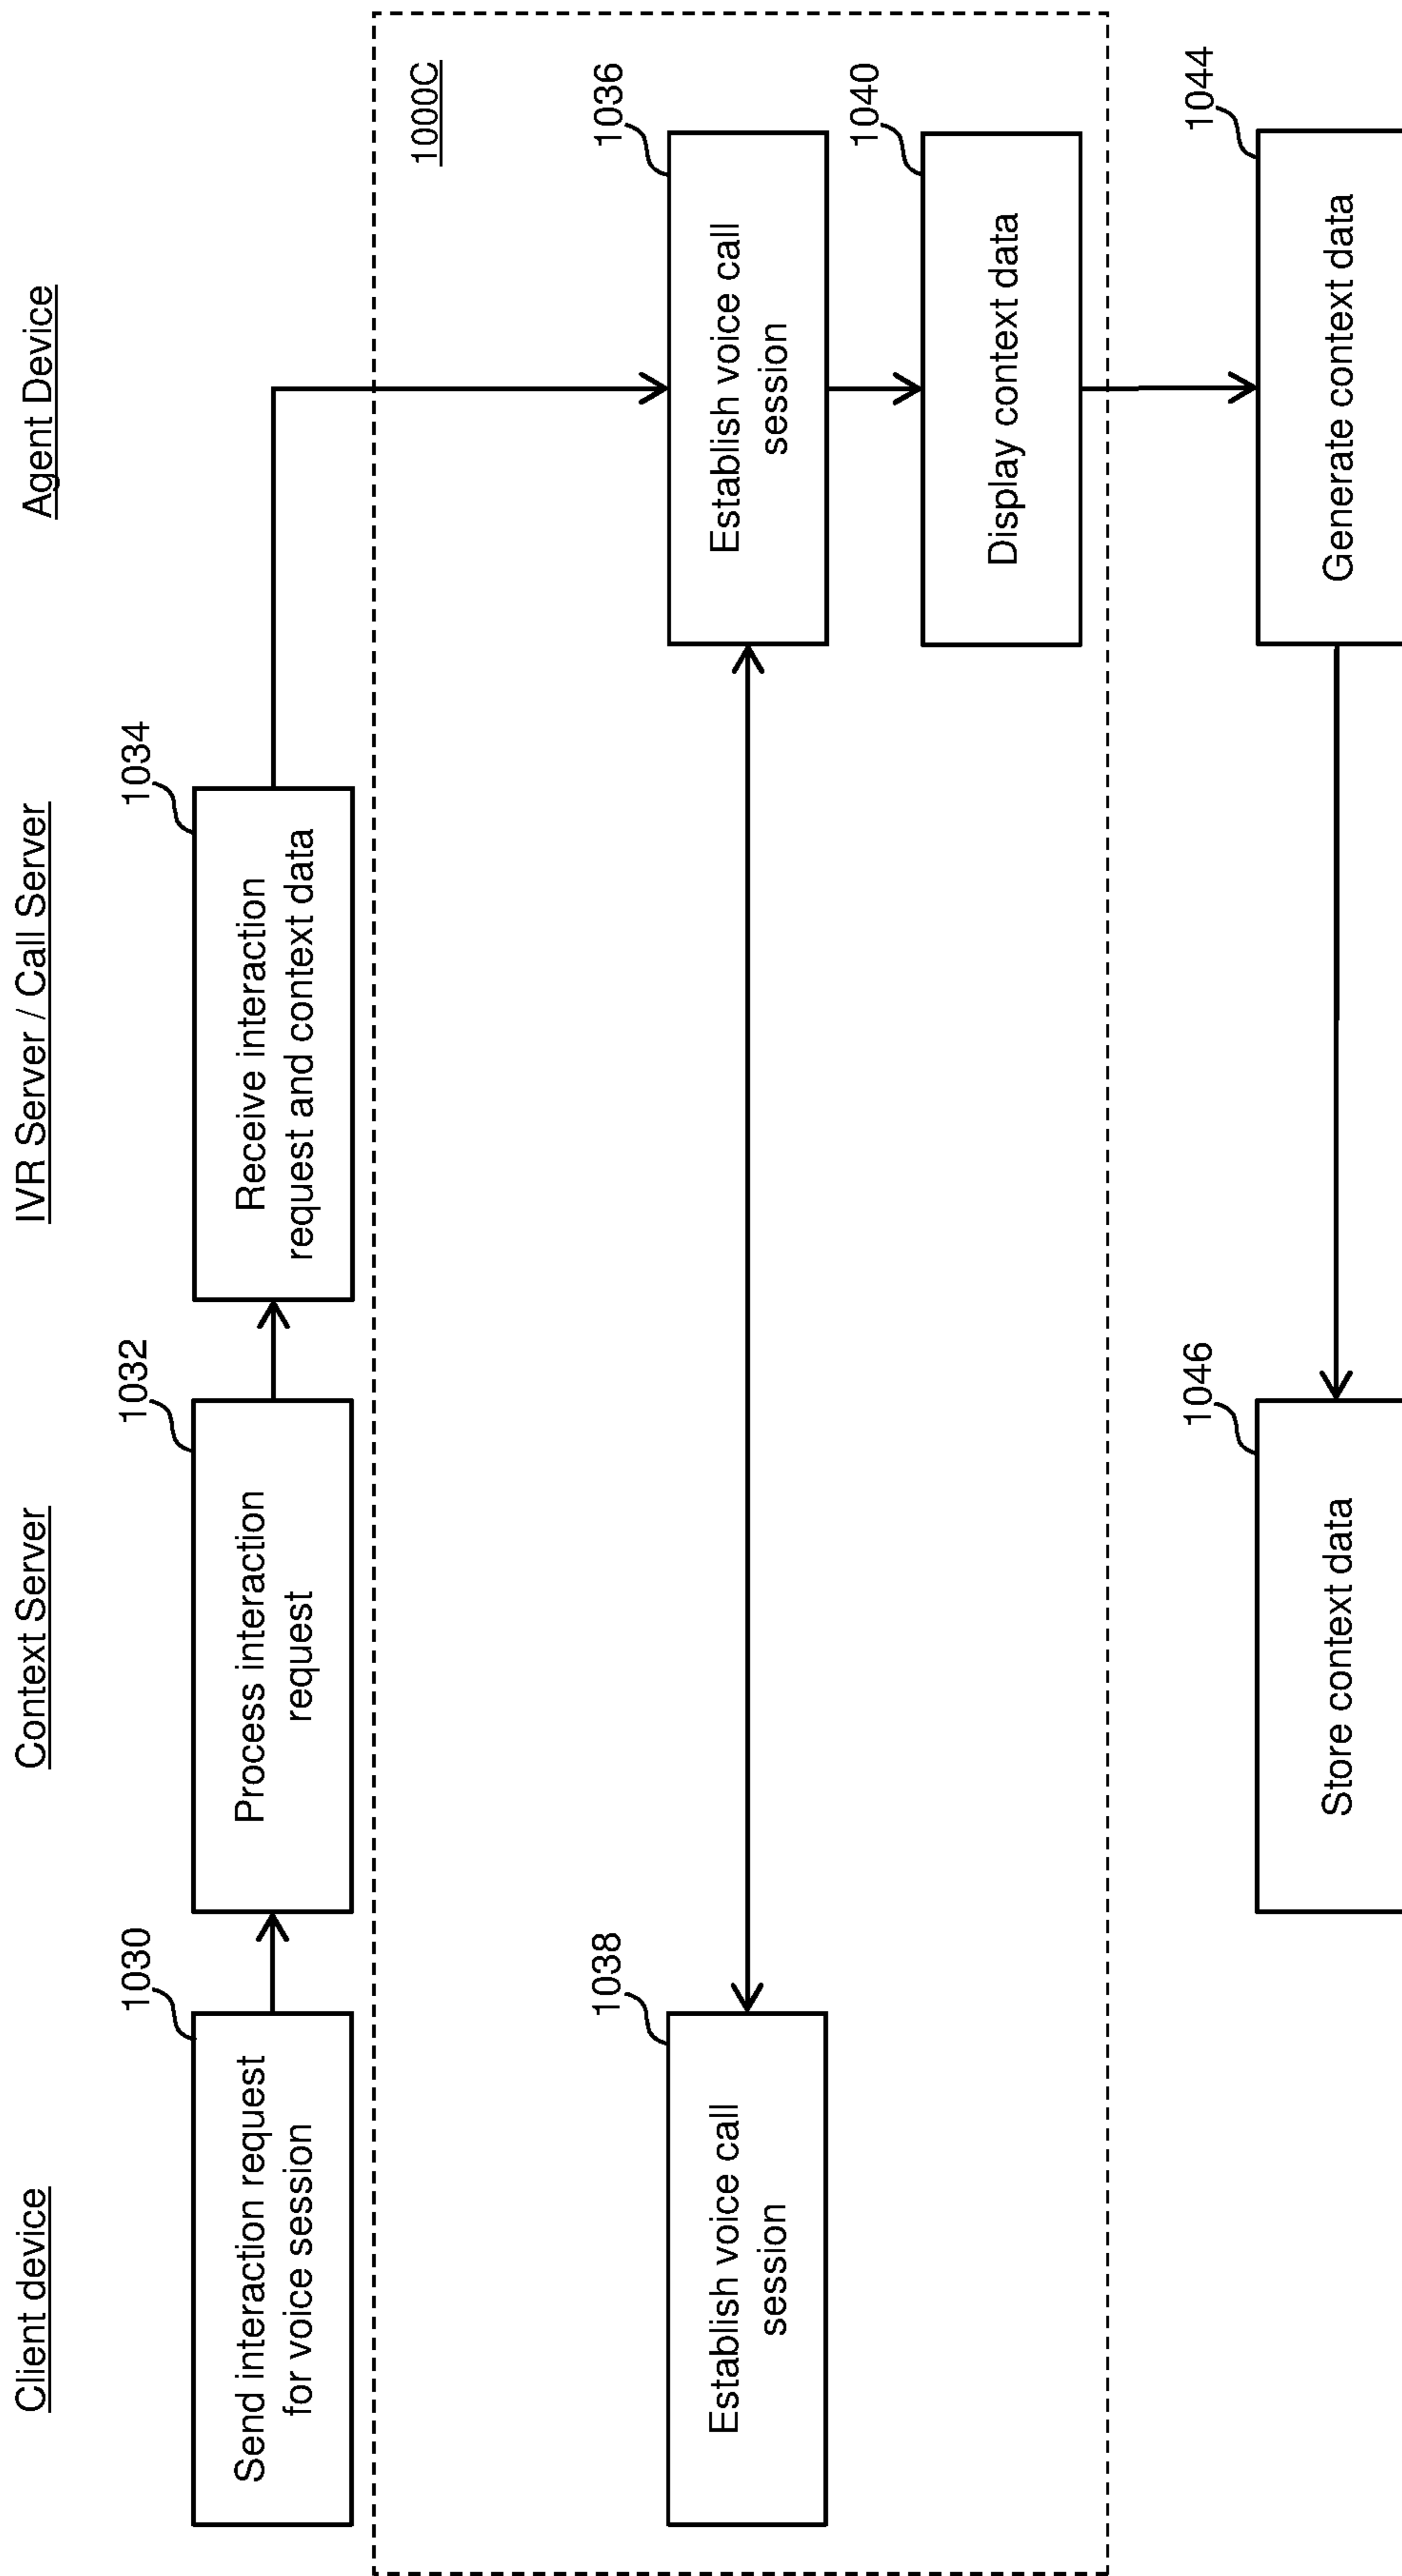 Client device
Context Server
IVR Server / Call Server
Agent Device
1030
Send interaction request
for voice session
1032
Process interaction
request
1034
Receive interaction
request and context data
1000C
1038
Establish voice call
session
1036
Establish voice call
session
1040
Display context data
1046
Store context data
1044
Generate context data